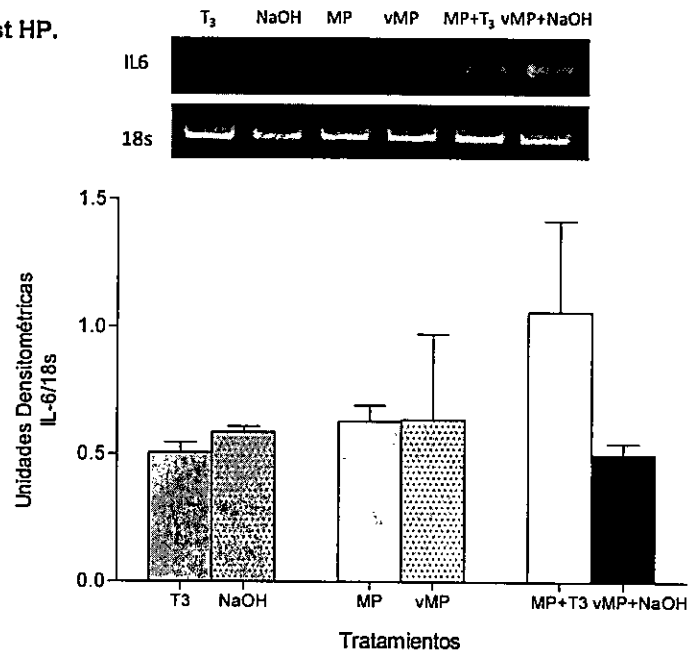 st HP.
T₃ NaOH MP vMP MP+T₃ vMP+NaOH
IL6
18s
1.5
1.0
0.5
0.0
Unidades Densitométricas
IL-6/18s
T3 NaOH MP vMP MP+T3 vMP+NaOH
Tratamientos